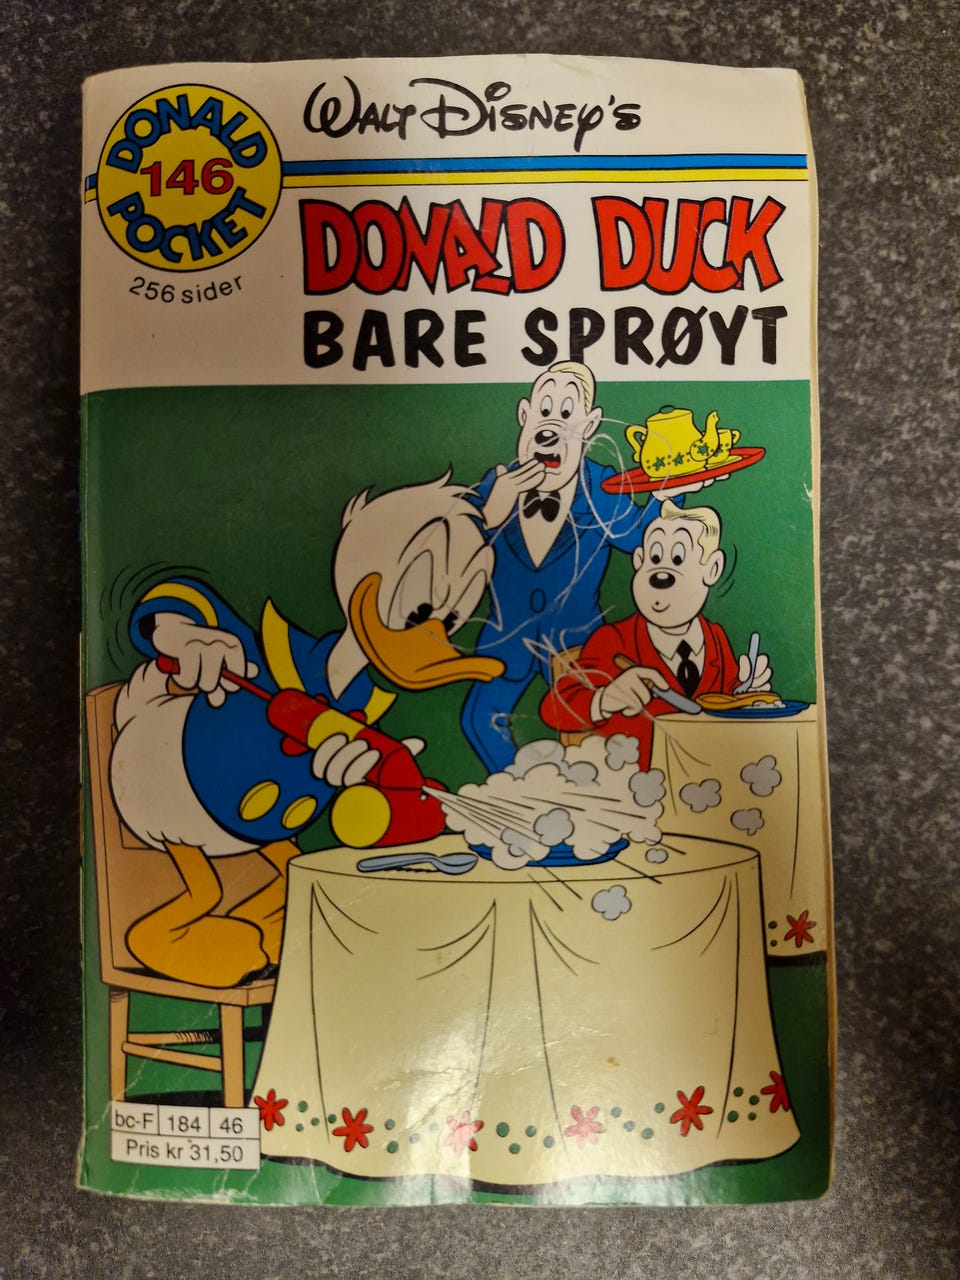 WALT DISNEY'S
DONALD
146
POCKET
256 sider
DONALD DUCK
BARE SPRØYT
bc-F 184 46
Pris kr 31,50